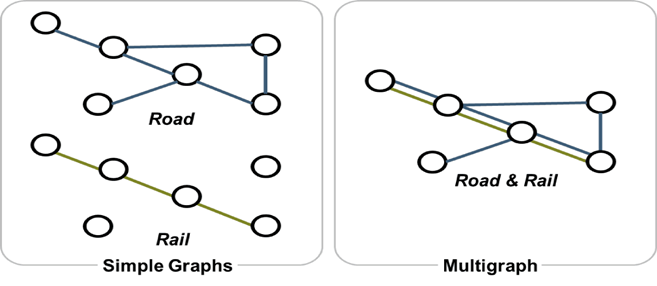 Road
Rail
Simple Graphs
Road & Rail
Multigraph